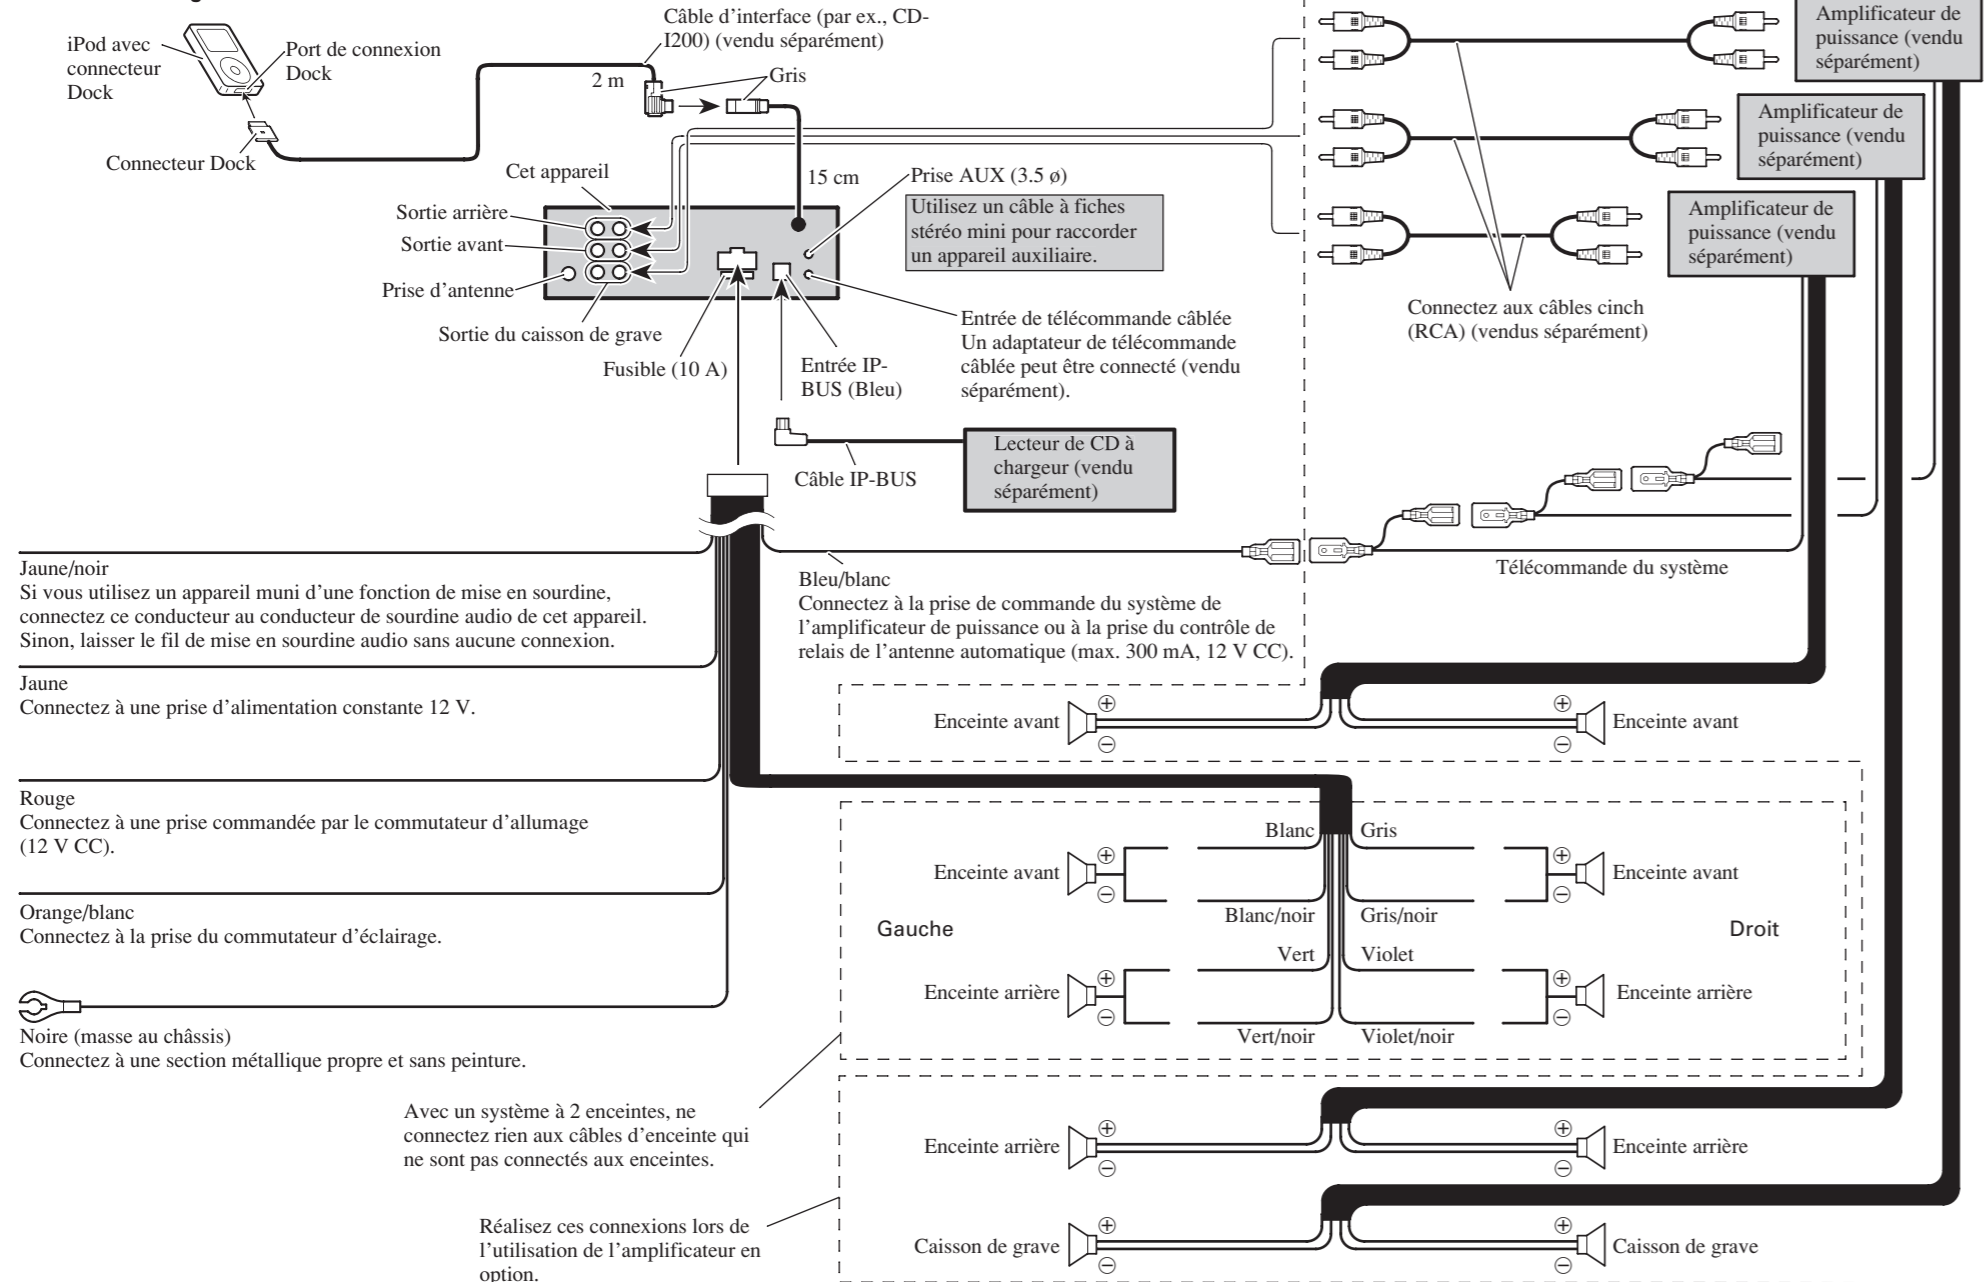 Câble d’interface (par ex., CD-
I200) (vendu séparément)
iPod avec
connecteur
Dock
Port de connexion
Dock
2 m
Gris
Connecteur Dock
Cet appareil
15 cm
Prise AUX (3.5 ø)
Utilisez un câble à fiches
stéréo mini pour raccorder
un appareil auxiliaire.
Sortie arrière
Sortie avant
Prise d’antenne
Sortie du caisson de grave
Fusible (10 A)
Entrée IP-
BUS (Bleu)
Entrée de télécommande câblée
Un adaptateur de télécommande
câblée peut être connecté (vendu
séparément).
Câble IP-BUS
Lecteur de CD à
chargeur (vendu
séparément)
Amplificateur de
puissance (vendu
séparément)
Amplificateur de
puissance (vendu
séparément)
Amplificateur de
puissance (vendu
séparément)
Connectez aux câbles cinch
(RCA) (vendus séparément)
Télécommande du système
Jaune/noir
Si vous utilisez un appareil muni d’une fonction de mise en sourdine,
connectez ce conducteur au conducteur de sourdine audio de cet appareil.
Sinon, laisser le fil de mise en sourdine audio sans aucune connexion.
Bleu/blanc
Connectez à la prise de commande du système de
l’amplificateur de puissance ou à la prise du contrôle de
relais de l’antenne automatique (max. 300 mA, 12 V CC).
Jaune
Connectez à une prise d’alimentation constante 12 V.
Rouge
Connectez à une prise commandée par le commutateur d’allumage
(12 V CC).
Orange/blanc
Connectez à la prise du commutateur d’éclairage.
Noire (masse au châssis)
Connectez à une section métallique propre et sans peinture.
Enceinte avant
+
−
+
−
Enceinte avant
Blanc
Gris
Enceinte avant
+
−
+
−
Enceinte avant
Blanc/noir
Gris/noir
Gauche
Droit
Vert
Violet
Enceinte arrière
+
−
+
−
Enceinte arrière
Vert/noir
Violet/noir
Avec un système à 2 enceintes, ne
connectez rien aux câbles d’enceinte qui
ne sont pas connectés aux enceintes.
Enceinte arrière
+
−
+
−
Enceinte arrière
Réalisez ces connexions lors de
l’utilisation de l’amplificateur en
option.
Caisson de grave
+
−
+
−
Caisson de grave